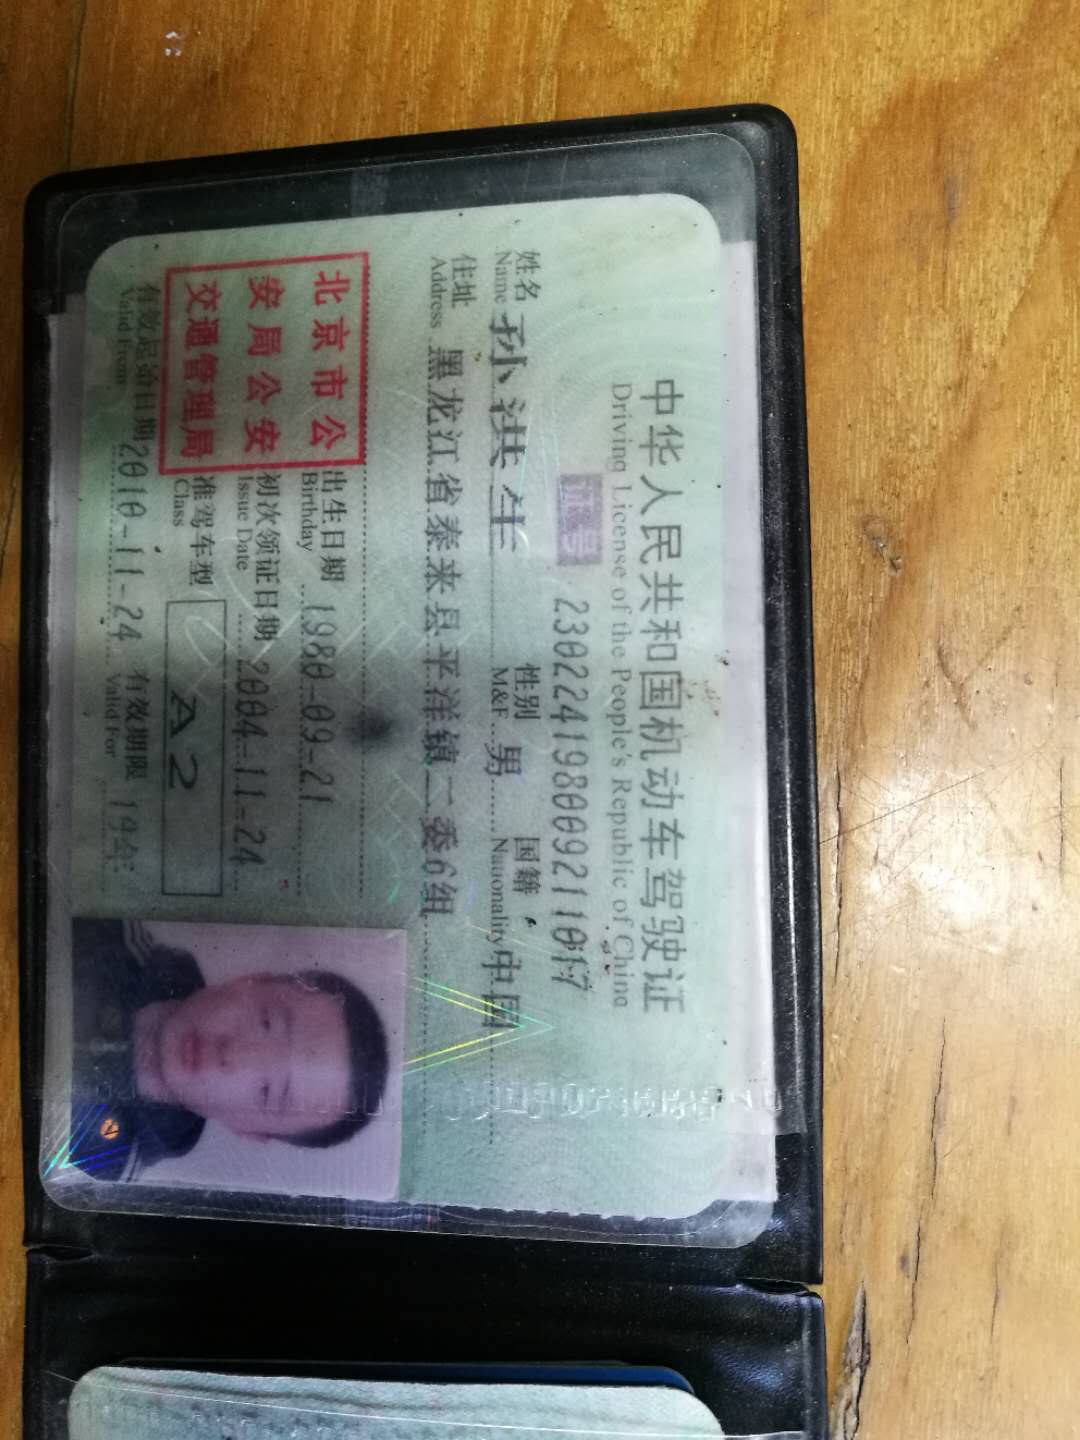 中华人民共和国机动车驾驶证
Driving License of the People's Republic of China
证号 230224198009211017
姓名 孙洪生 性别 男 国籍 中国
Name M&F Nationality
住址 黑龙江省泰来县平洋镇二委6组
Address
北京市公
安局公安
交通管理局
出生日期 1980-09-21
Birthday
初次领证日期 2004-11-24
Issue Date
准驾车型 A2
Class
有效起始日期 2010-11-24 有效期限
Valid From Valid For